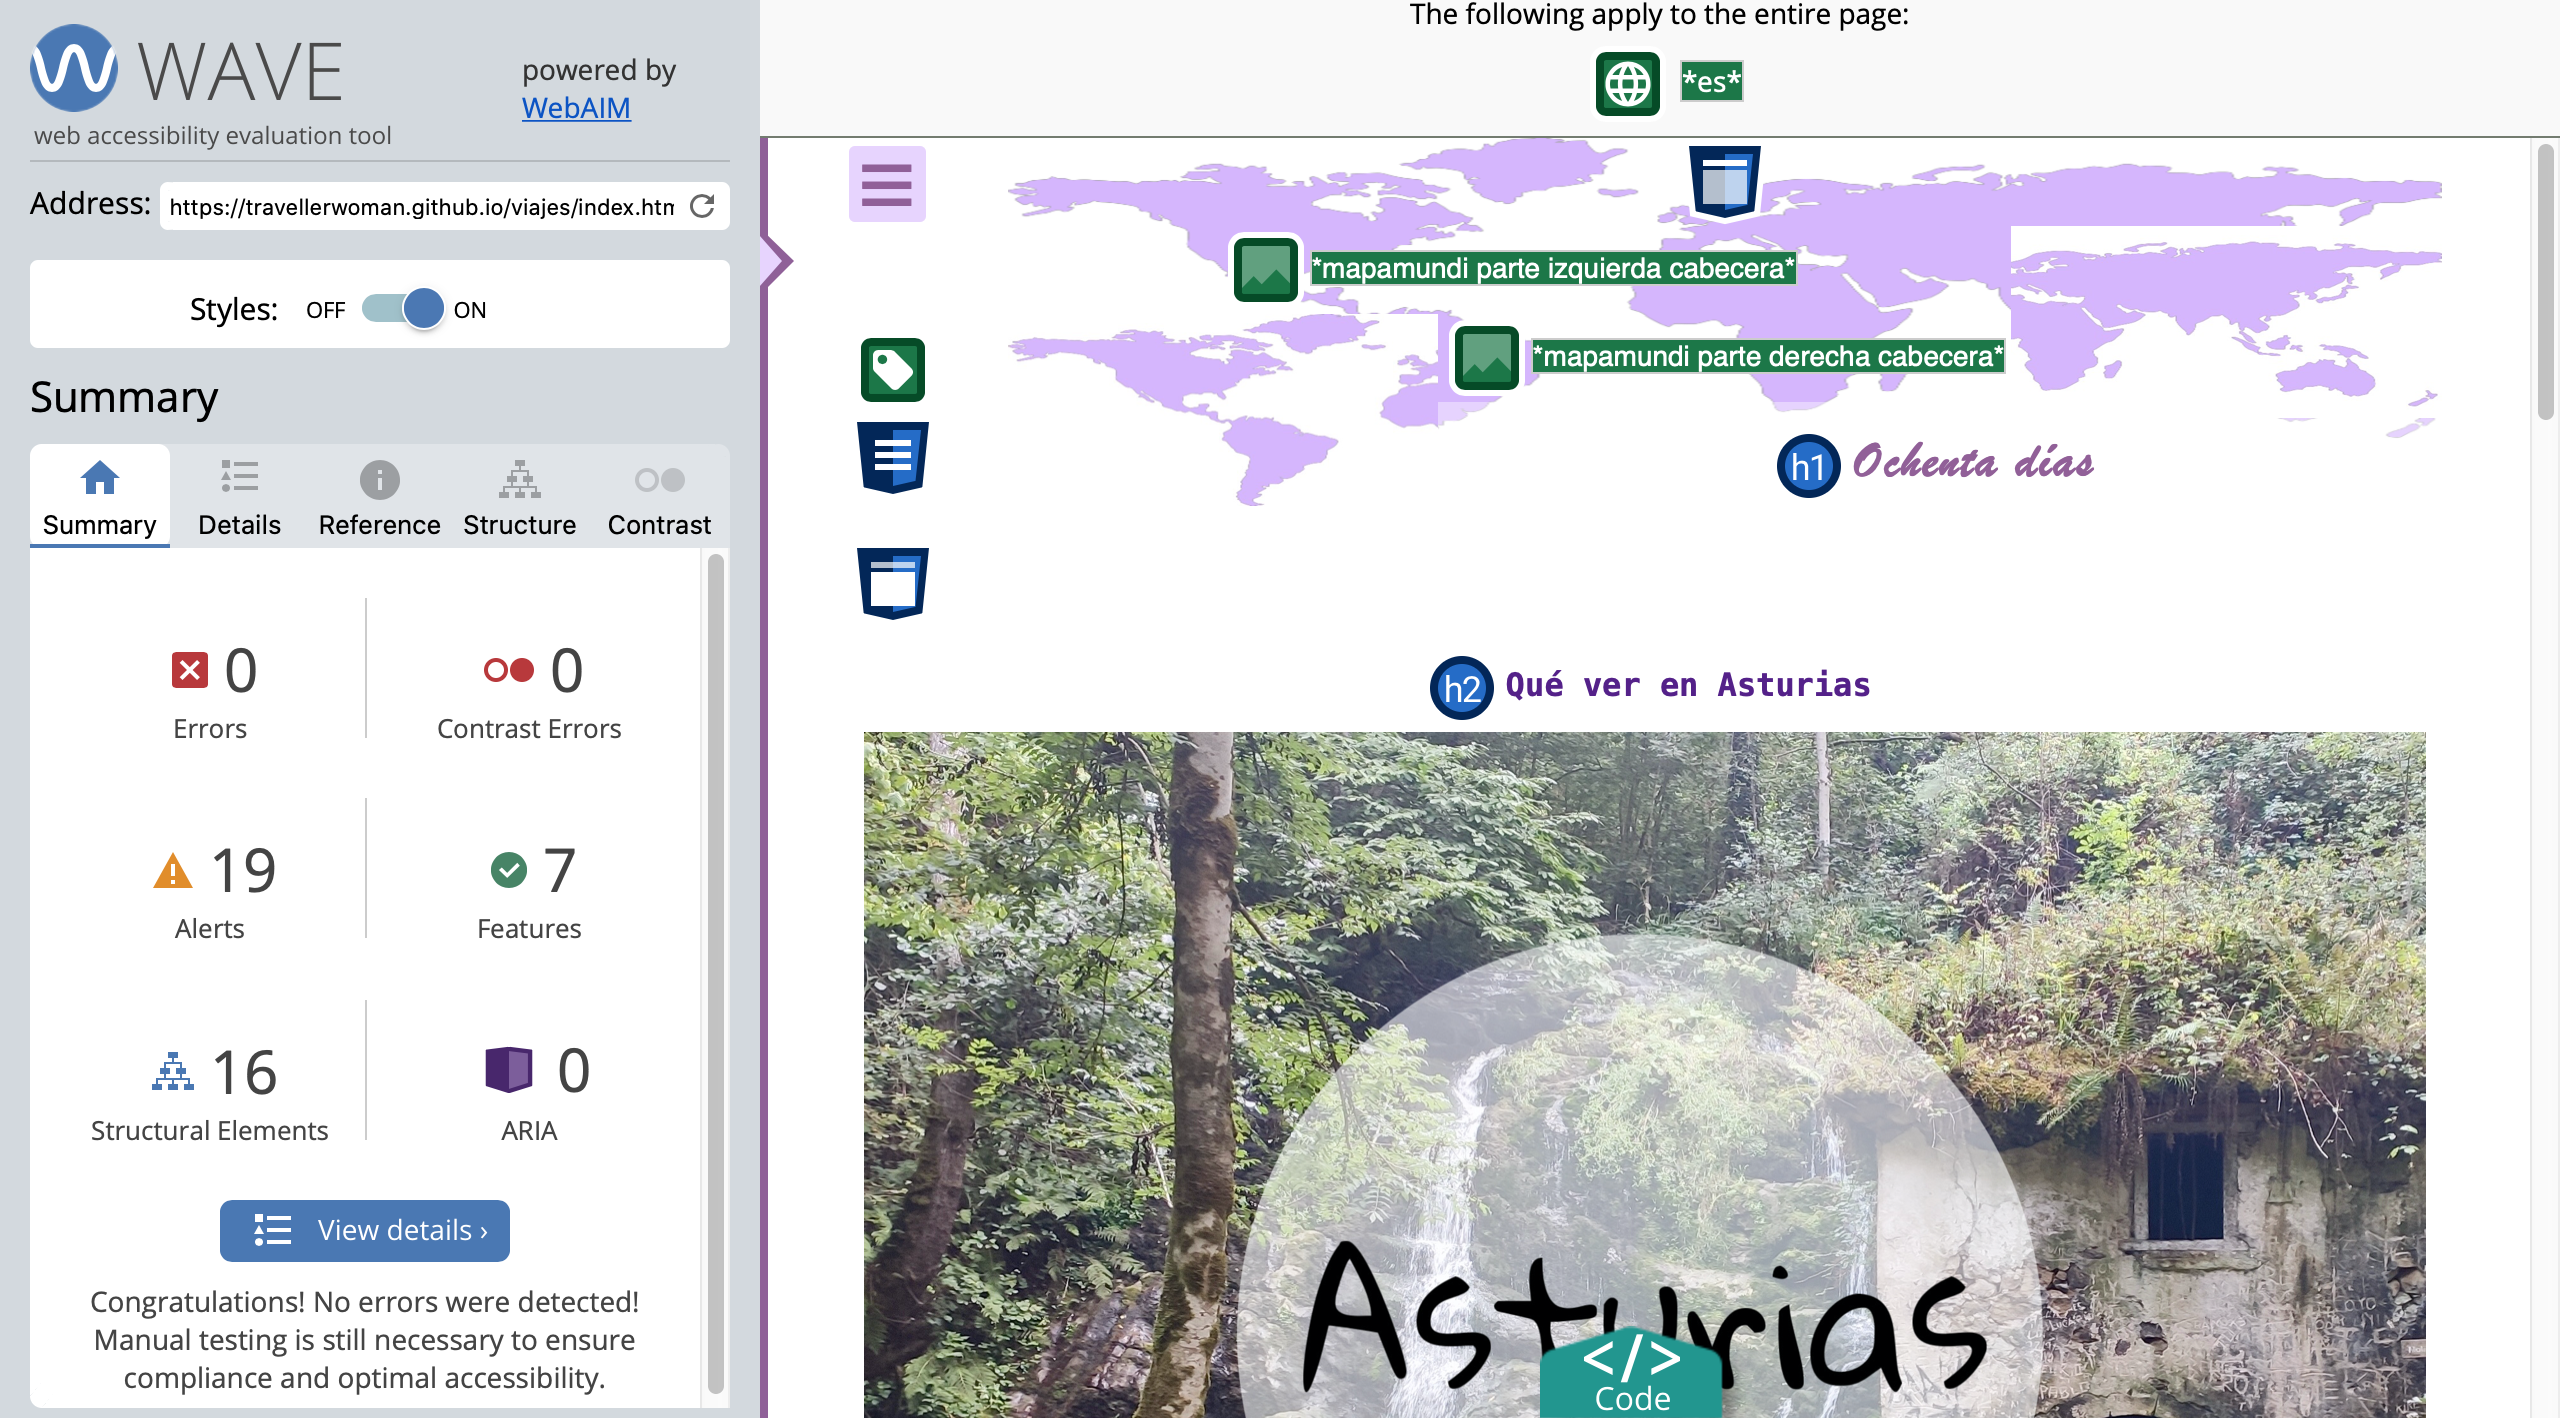 WAVE
powered by
WebAIM
web accessibility evaluation tool
Address: https://travellerwoman.github.io/viajes/index.htm
Styles: OFF ON
Summary
Summary Details Reference Structure Contrast
0 0
Errors Contrast Errors
19 7
Alerts Features
16 0
Structural Elements ARIA
View details ›
Congratulations! No errors were detected!
Manual testing is still necessary to ensure
compliance and optimal accessibility.
The following apply to the entire page:
*es*
*mapamundi parte izquierda cabecera*
*mapamundi parte derecha cabecera*
h1 Ochenta días
h2 Qué ver en Asturias
Asturias
</>
Code